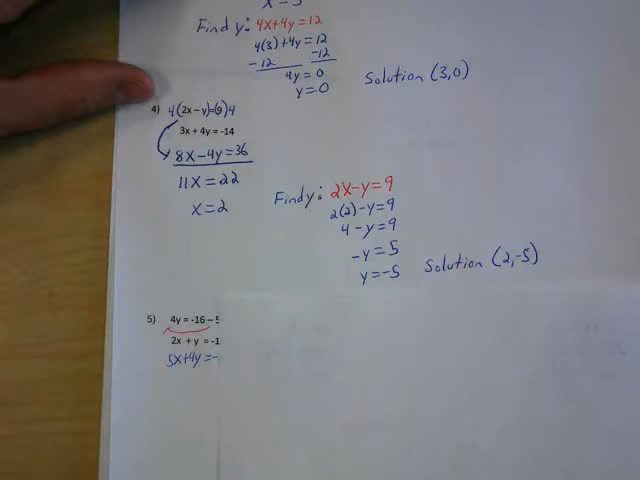 x = 3
Find y: 4x+4y=12
4(3)+4y=12
-12 -12
4y=0
y=0
Solution (3,0)
4) 4(2x-y)=(9)4
3x + 4y = -14
8x-4y=36
11x=22
x=2
Find y: 2x-y=9
2(2)-y=9
4-y=9
-y=5
y=-5
Solution (2,-5)
5) 4y = -16 – 5
2x + y = -1
5x+4y=-